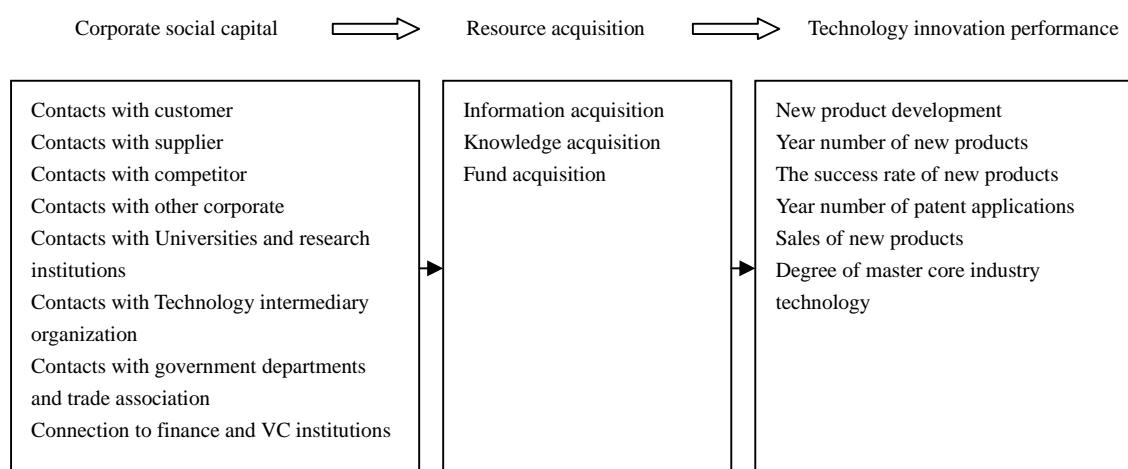 Corporate social capital
Resource acquisition
Technology innovation performance
Contacts with customer
Contacts with supplier
Contacts with competitor
Contacts with other corporate
Contacts with Universities and research
institutions
Contacts with Technology intermediary
organization
Contacts with government departments
and trade association
Connection to finance and VC institutions
Information acquisition
Knowledge acquisition
Fund acquisition
New product development
Year number of new products
The success rate of new products
Year number of patent applications
Sales of new products
Degree of master core industry
technology